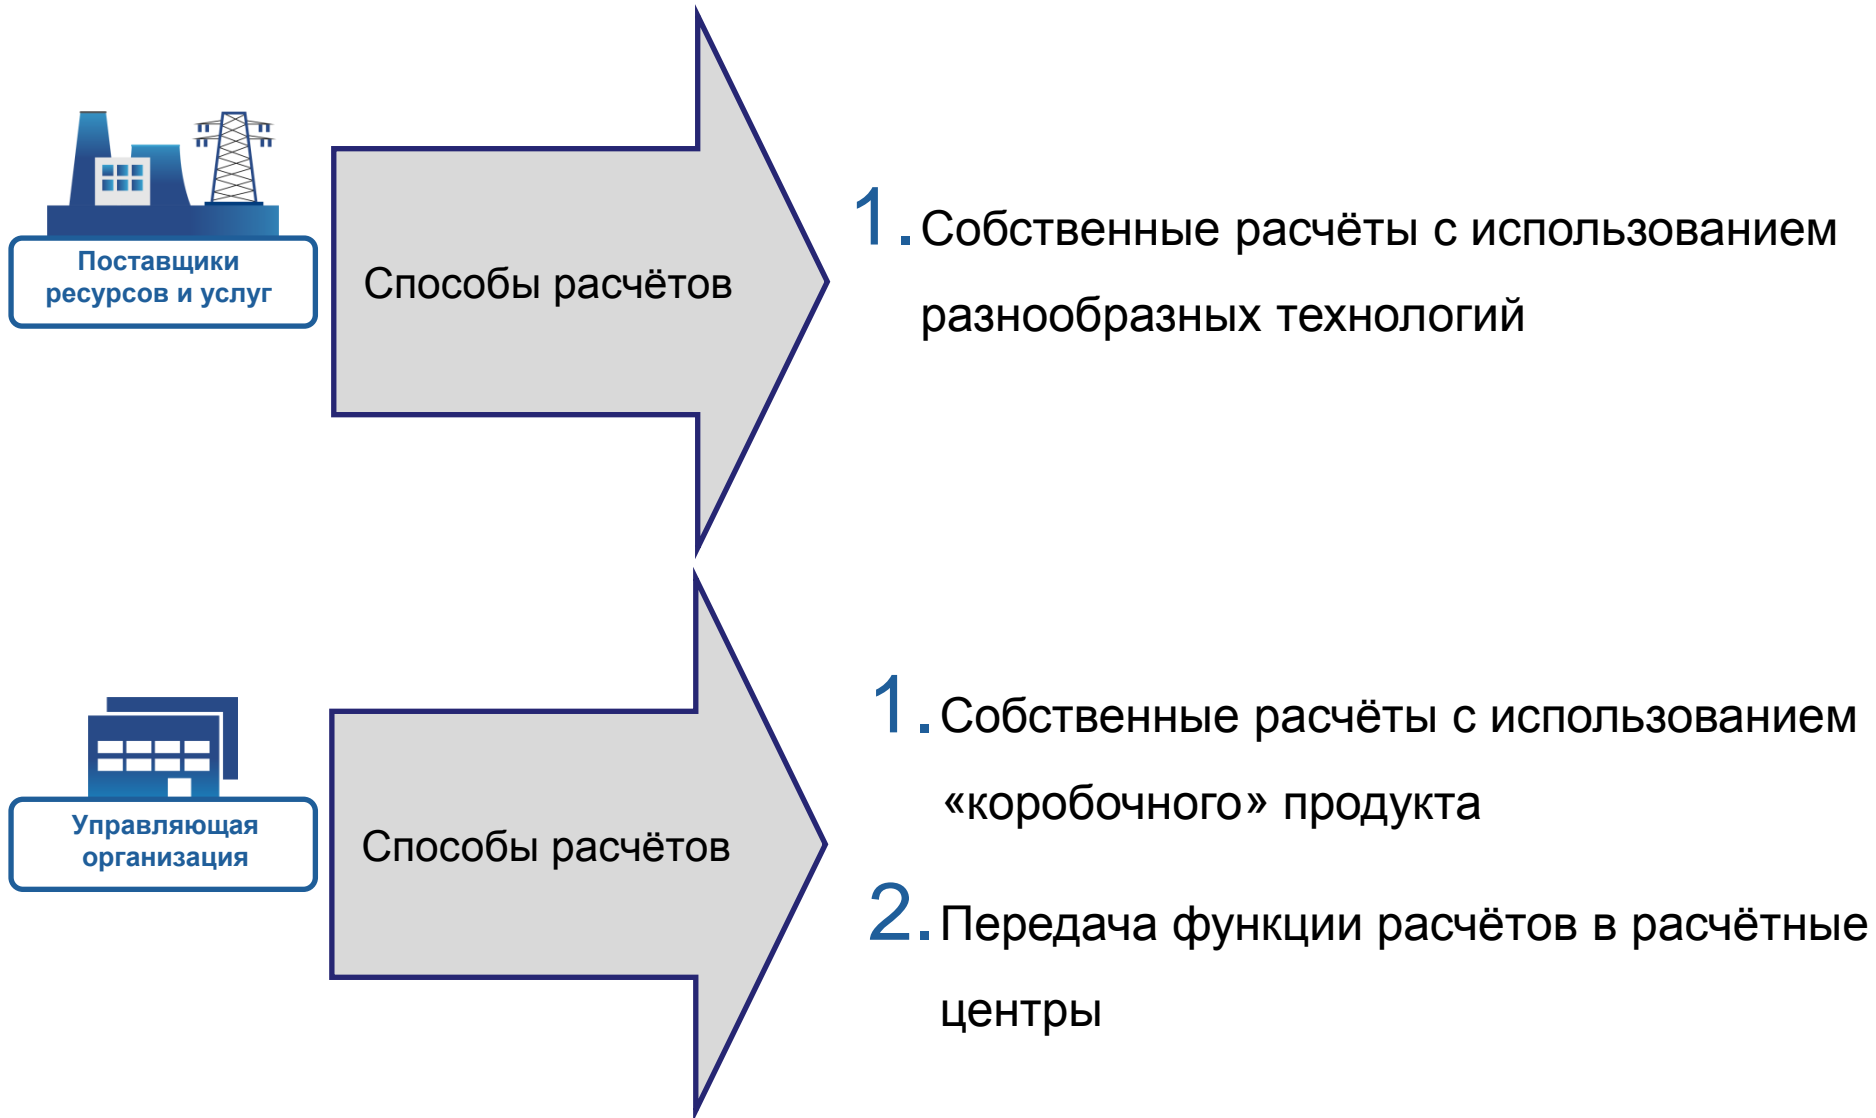 Поставщики
ресурсов и услуг
Способы расчётов
1. Собственные расчёты с использованием
разнообразных технологий
Управляющая
организация
Способы расчётов
1. Собственные расчёты с использованием
«коробочного» продукта
2. Передача функции расчётов в расчётные
центры